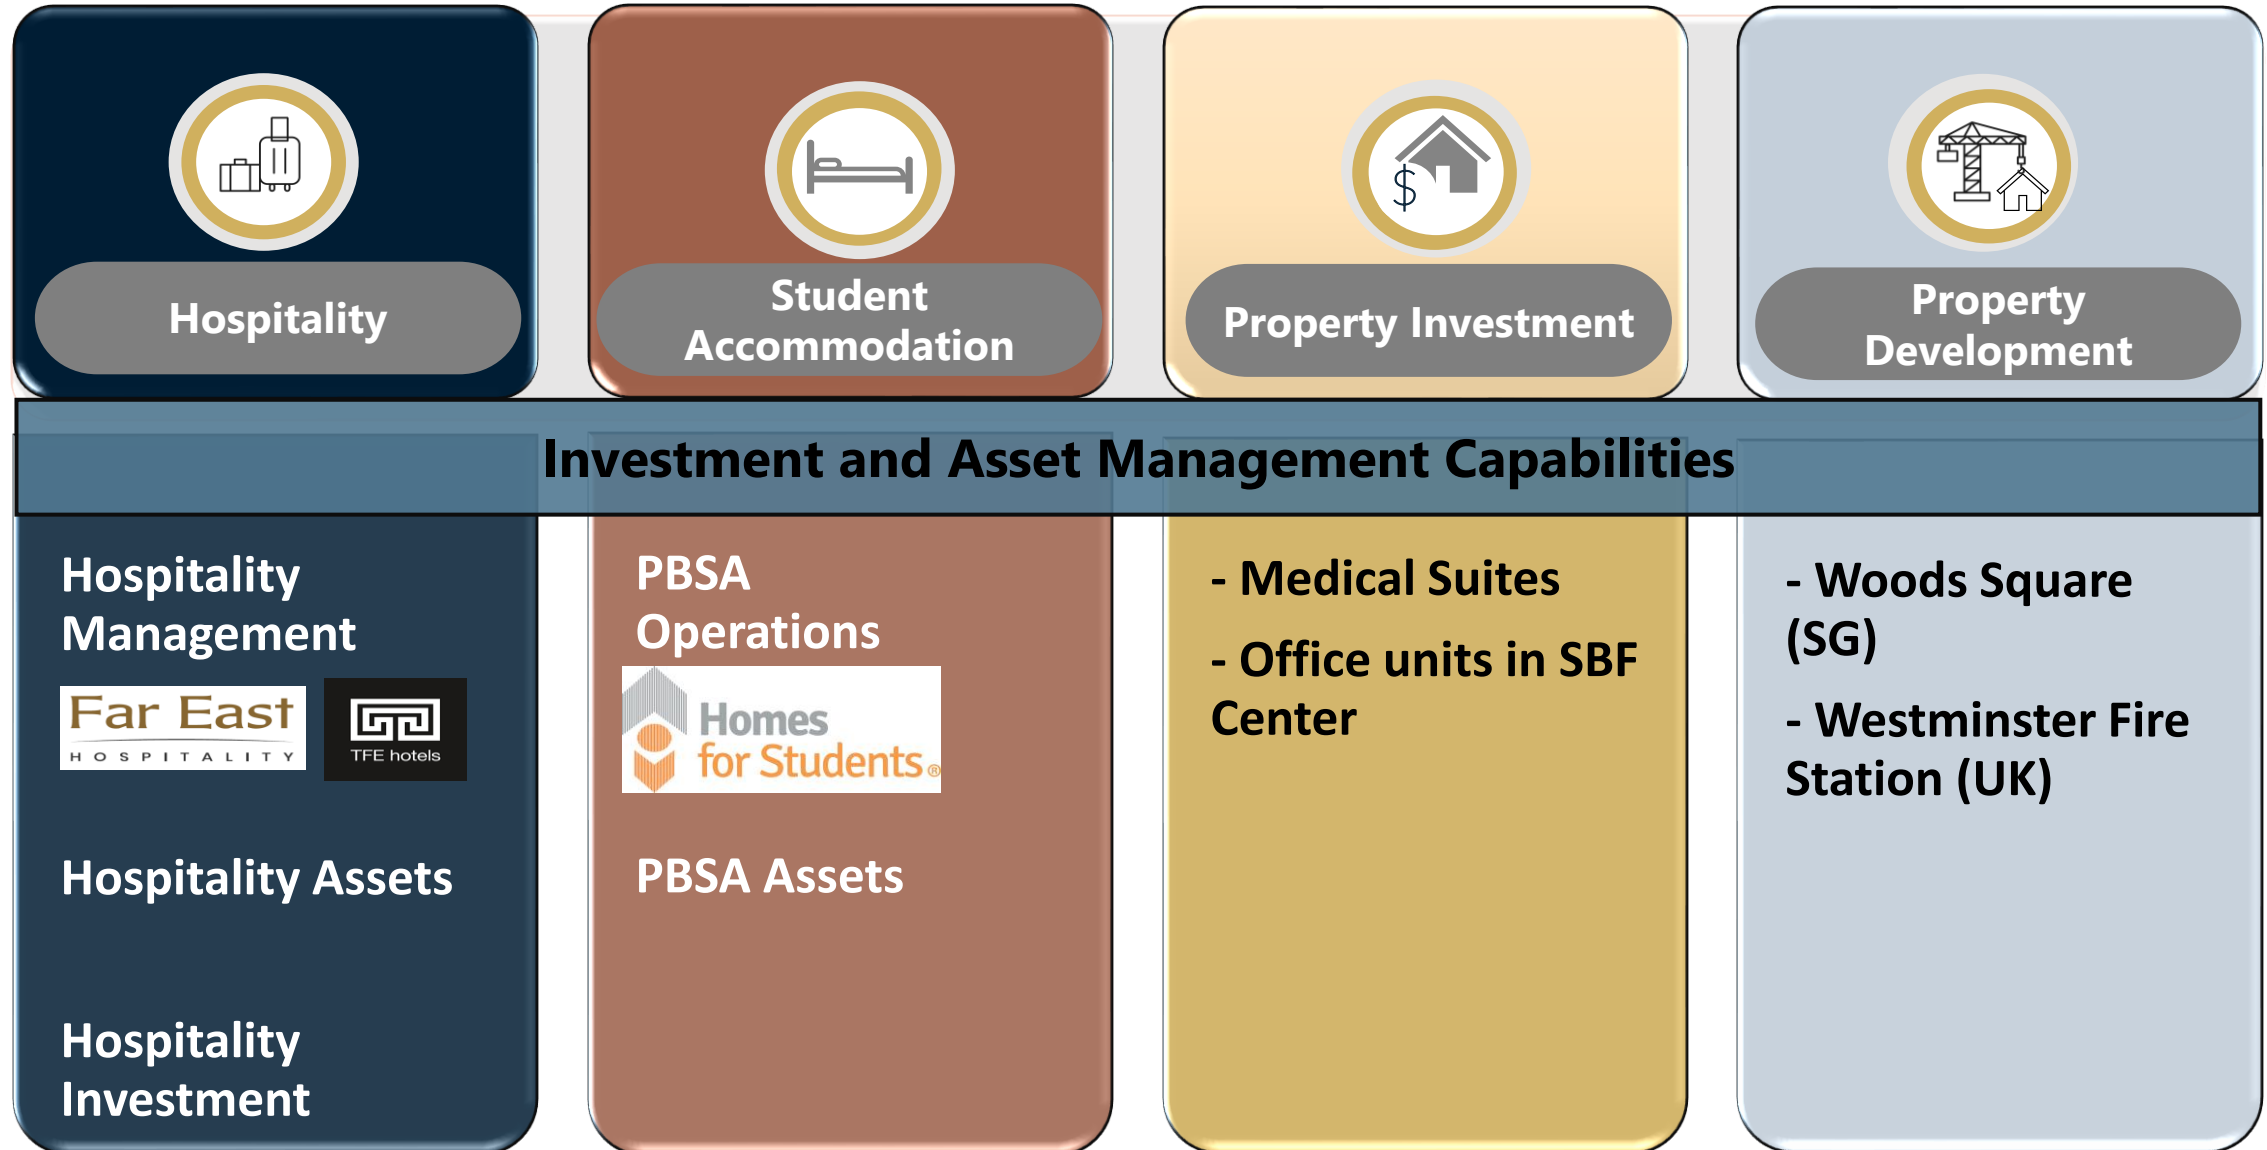 Hospitality
Student
Accommodation
Property Investment
Property
Development
Investment and Asset Management Capabilities
Hospitality
Management
Far East
HOSPITALITY
TFE hotels
Hospitality Assets
Hospitality
Investment
PBSA
Operations
Homes
for Students®
PBSA Assets
- Medical Suites
- Office units in SBF
Center
- Woods Square
(SG)
- Westminster Fire
Station (UK)
$